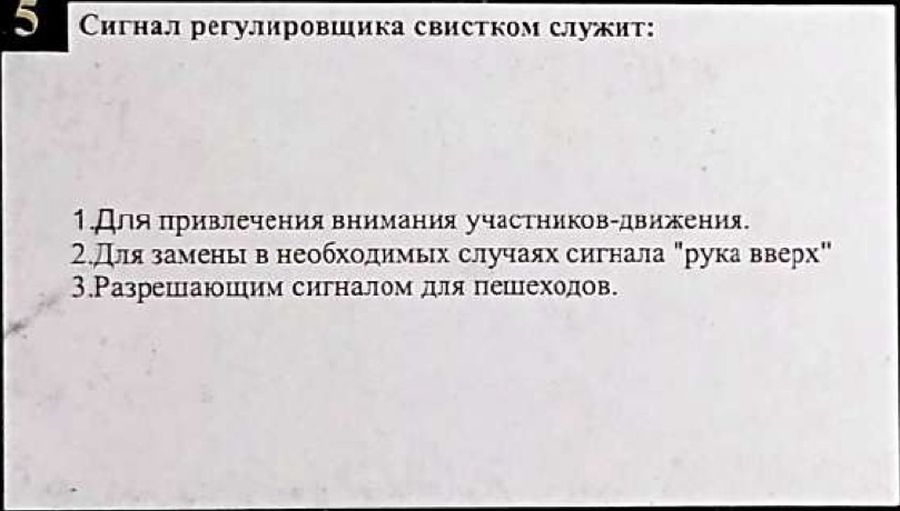 5
Сигнал регулировщика свистком служит:
1.Для привлечения внимания участников-движения.
2.Для замены в необходимых случаях сигнала "рука вверх"
3.Разрешающим сигналом для пешеходов.